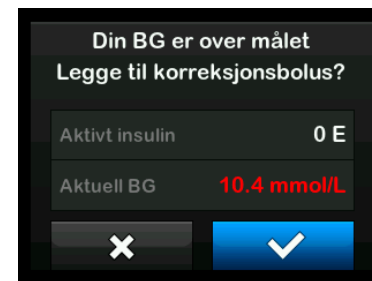 Din BG er over målet
Legge til korreksjonsbolus?
Aktivt insulin 0 E
Aktuell BG 10.4 mmol/L